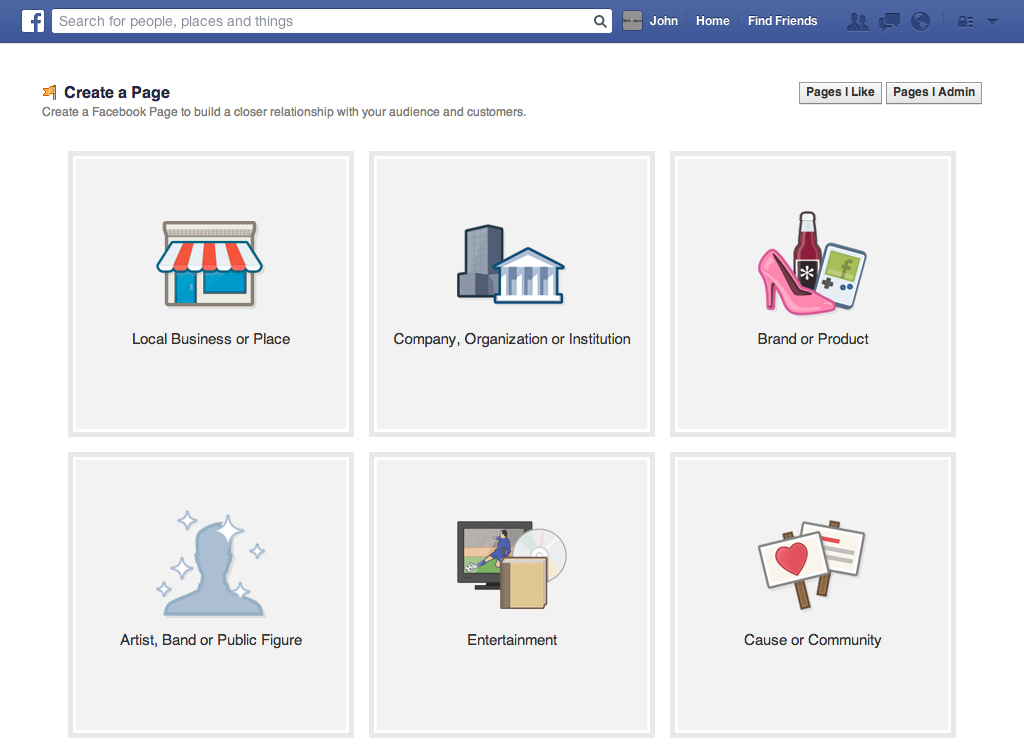 Search for people, places and things
John
Home
Find Friends
Create a Page
Create a Facebook Page to build a closer relationship with your audience and customers.
Pages I Like
Pages I Admin
Local Business or Place
Company, Organization or Institution
Brand or Product
Artist, Band or Public Figure
Entertainment
Cause or Community